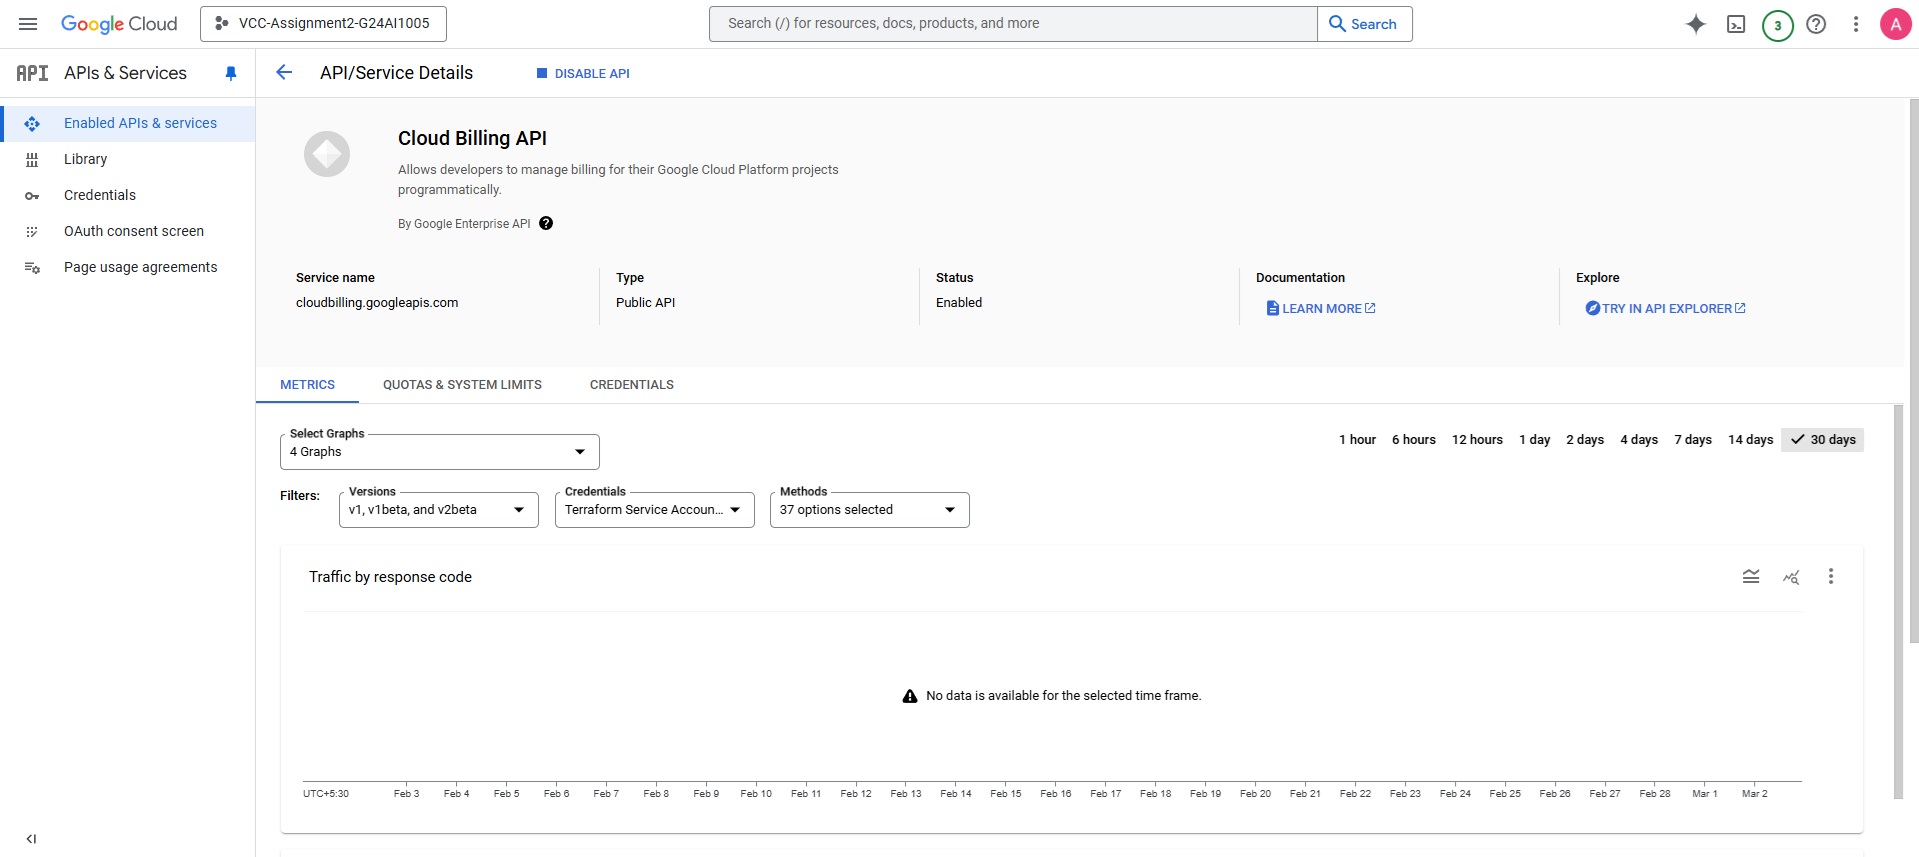 Google Cloud
VCC-Assignment2-G24AI1005
Search (/) for resources, docs, products, and more
Search
3
A
API APIs & Services
API/Service Details
DISABLE API
Enabled APIs & services
Library
Credentials
OAuth consent screen
Page usage agreements
Cloud Billing API
Allows developers to manage billing for their Google Cloud Platform projects
programmatically.
By Google Enterprise API
Service name
cloudbilling.googleapis.com
Type
Public API
Status
Enabled
Documentation
LEARN MORE
Explore
TRY IN API EXPLORER
METRICS QUOTAS & SYSTEM LIMITS CREDENTIALS
Select Graphs
4 Graphs
1 hour 6 hours 12 hours 1 day 2 days 4 days 7 days 14 days 30 days
Filters:
Versions
v1, v1beta, and v2beta
Credentials
Terraform Service Accoun...
Methods
37 options selected
Traffic by response code
No data is available for the selected time frame.
UTC+5:30 Feb 3 Feb 4 Feb 5 Feb 6 Feb 7 Feb 8 Feb 9 Feb 10 Feb 11 Feb 12 Feb 13 Feb 14 Feb 15 Feb 16 Feb 17 Feb 18 Feb 19 Feb 20 Feb 21 Feb 22 Feb 23 Feb 24 Feb 25 Feb 26 Feb 27 Feb 28 Mar 1 Mar 2